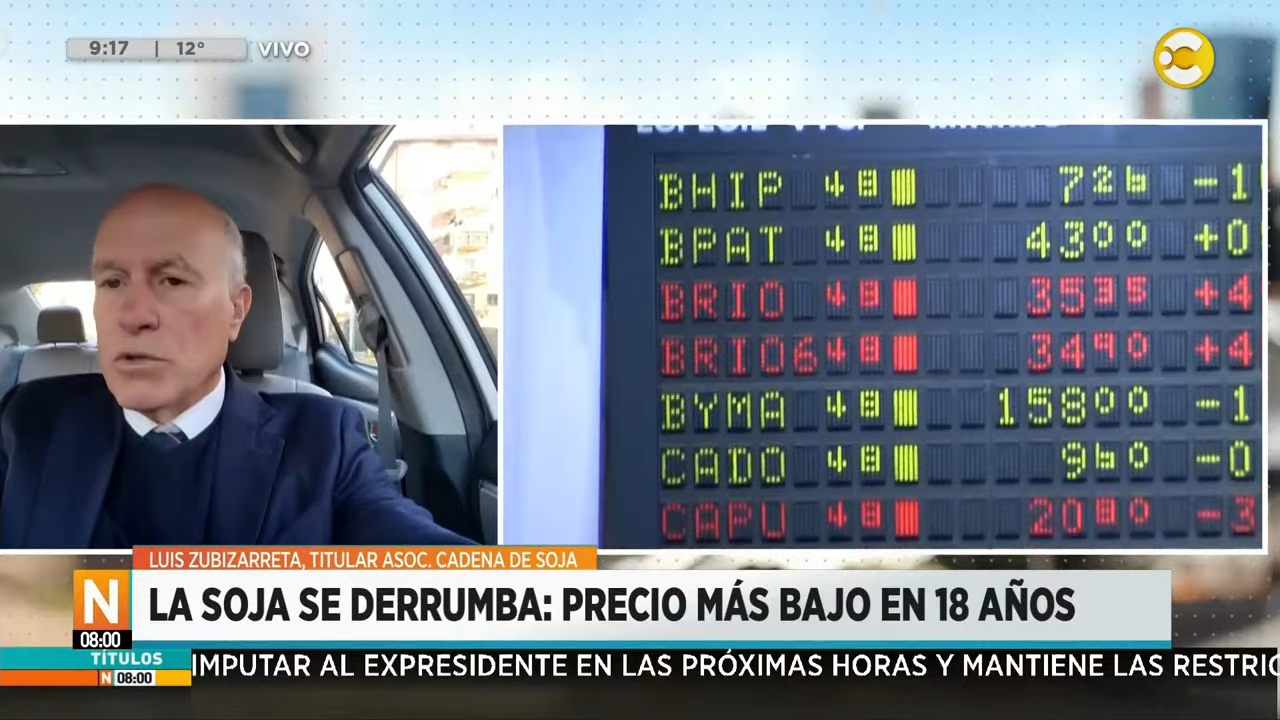 9:17 | 12° VIVO
BHIP 48 726 -1
BPAT 48 4300 +0
BRIO 48 3535 +4
BRIO6 48 3490 +4
BYMA 48 15800 -1
CADO 48 960 -0
CAPU 48 2080 -3
LUIS ZUBIZARRETA, TITULAR ASOC. CADENA DE SOJA
N
08:00
LA SOJA SE DERRUMBA: PRECIO MÁS BAJO EN 18 AÑOS
TÍTULOS
N 08:00
IMPUTAR AL EXPRESIDENTE EN LAS PRÓXIMAS HORAS Y MANTIENE LAS RESTRIC